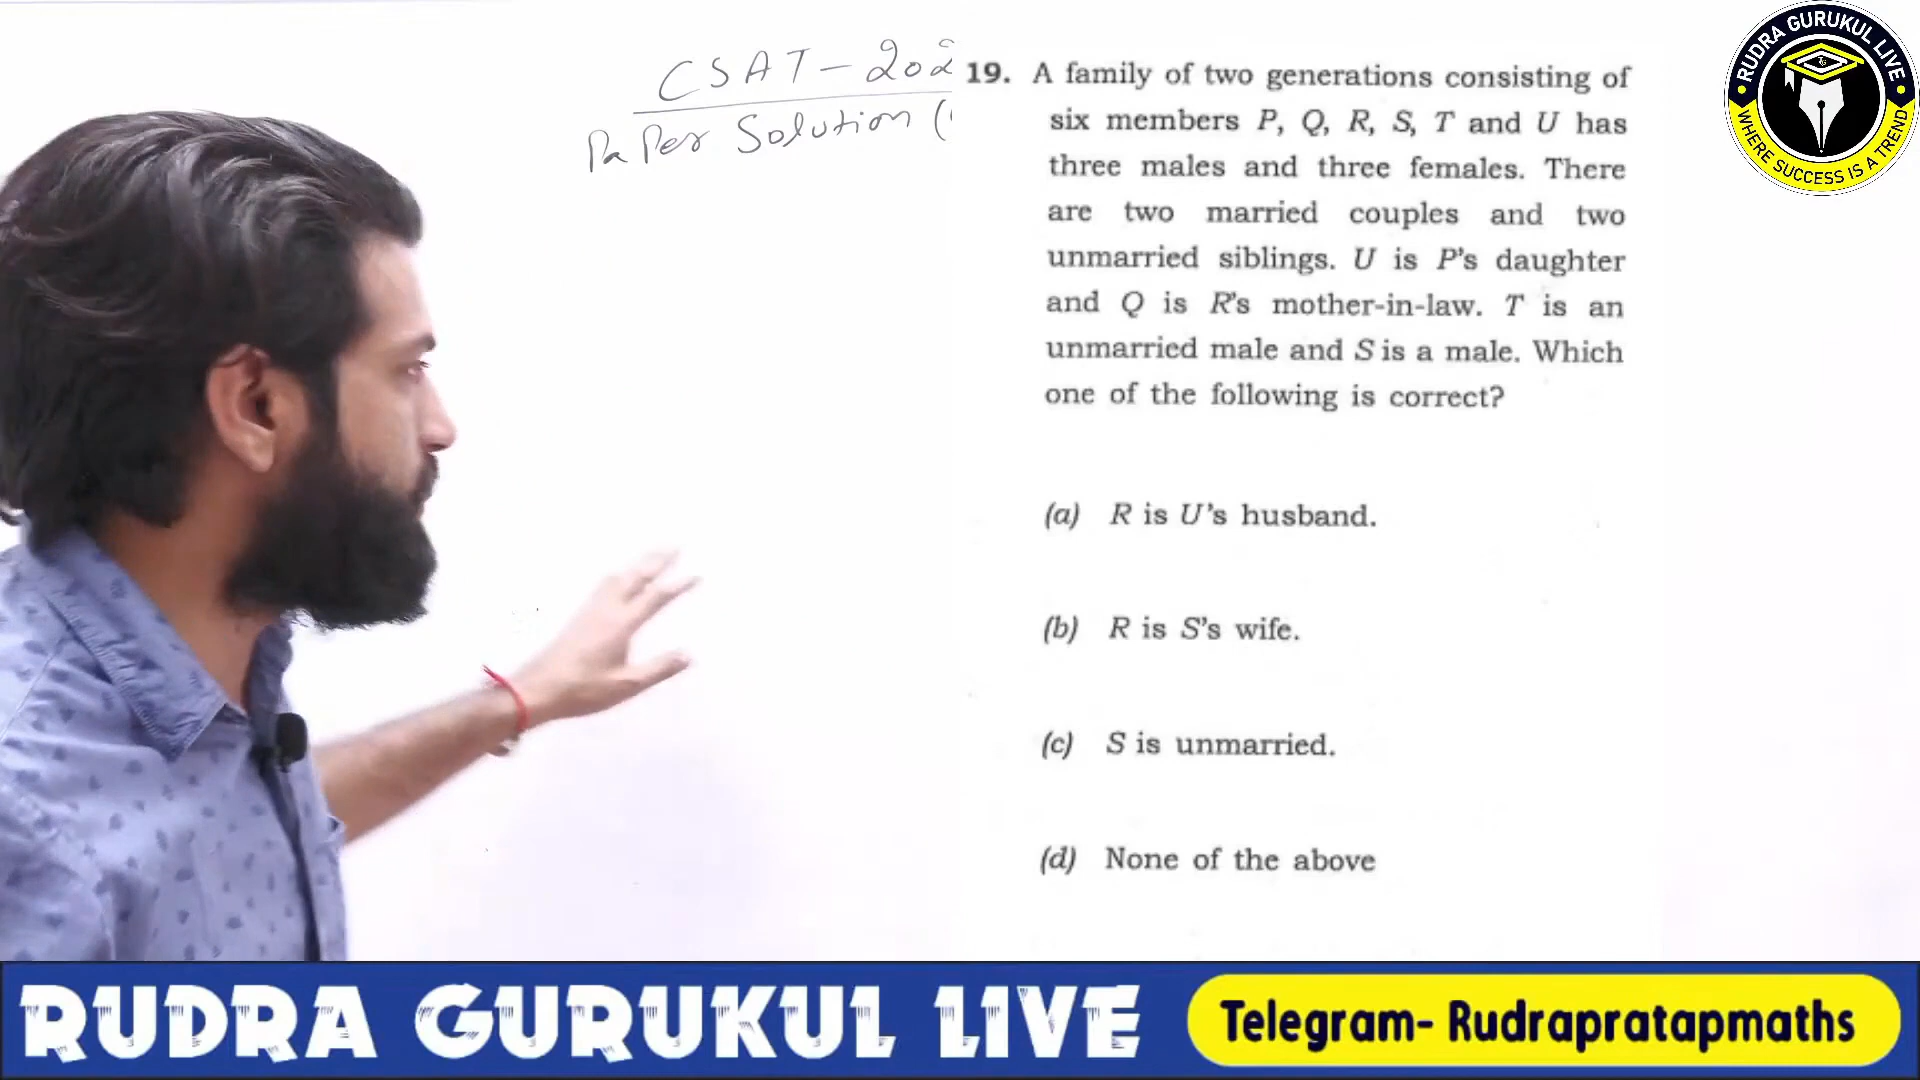 CSAT-202
Paper Solution (
19. A family of two generations consisting of
six members P, Q, R, S, T and U has
three males and three females. There
are two married couples and two
unmarried siblings. U is P's daughter
and Q is R's mother-in-law. T is an
unmarried male and S is a male. Which
one of the following is correct?
(a) R is U's husband.
(b) R is S's wife.
(c) S is unmarried.
(d) None of the above
RUDRA GURUKUL LIVE
WHERE SUCCESS IS A TREND
RUDRA GURUKUL LIVE
Telegram- Rudrapratapmaths